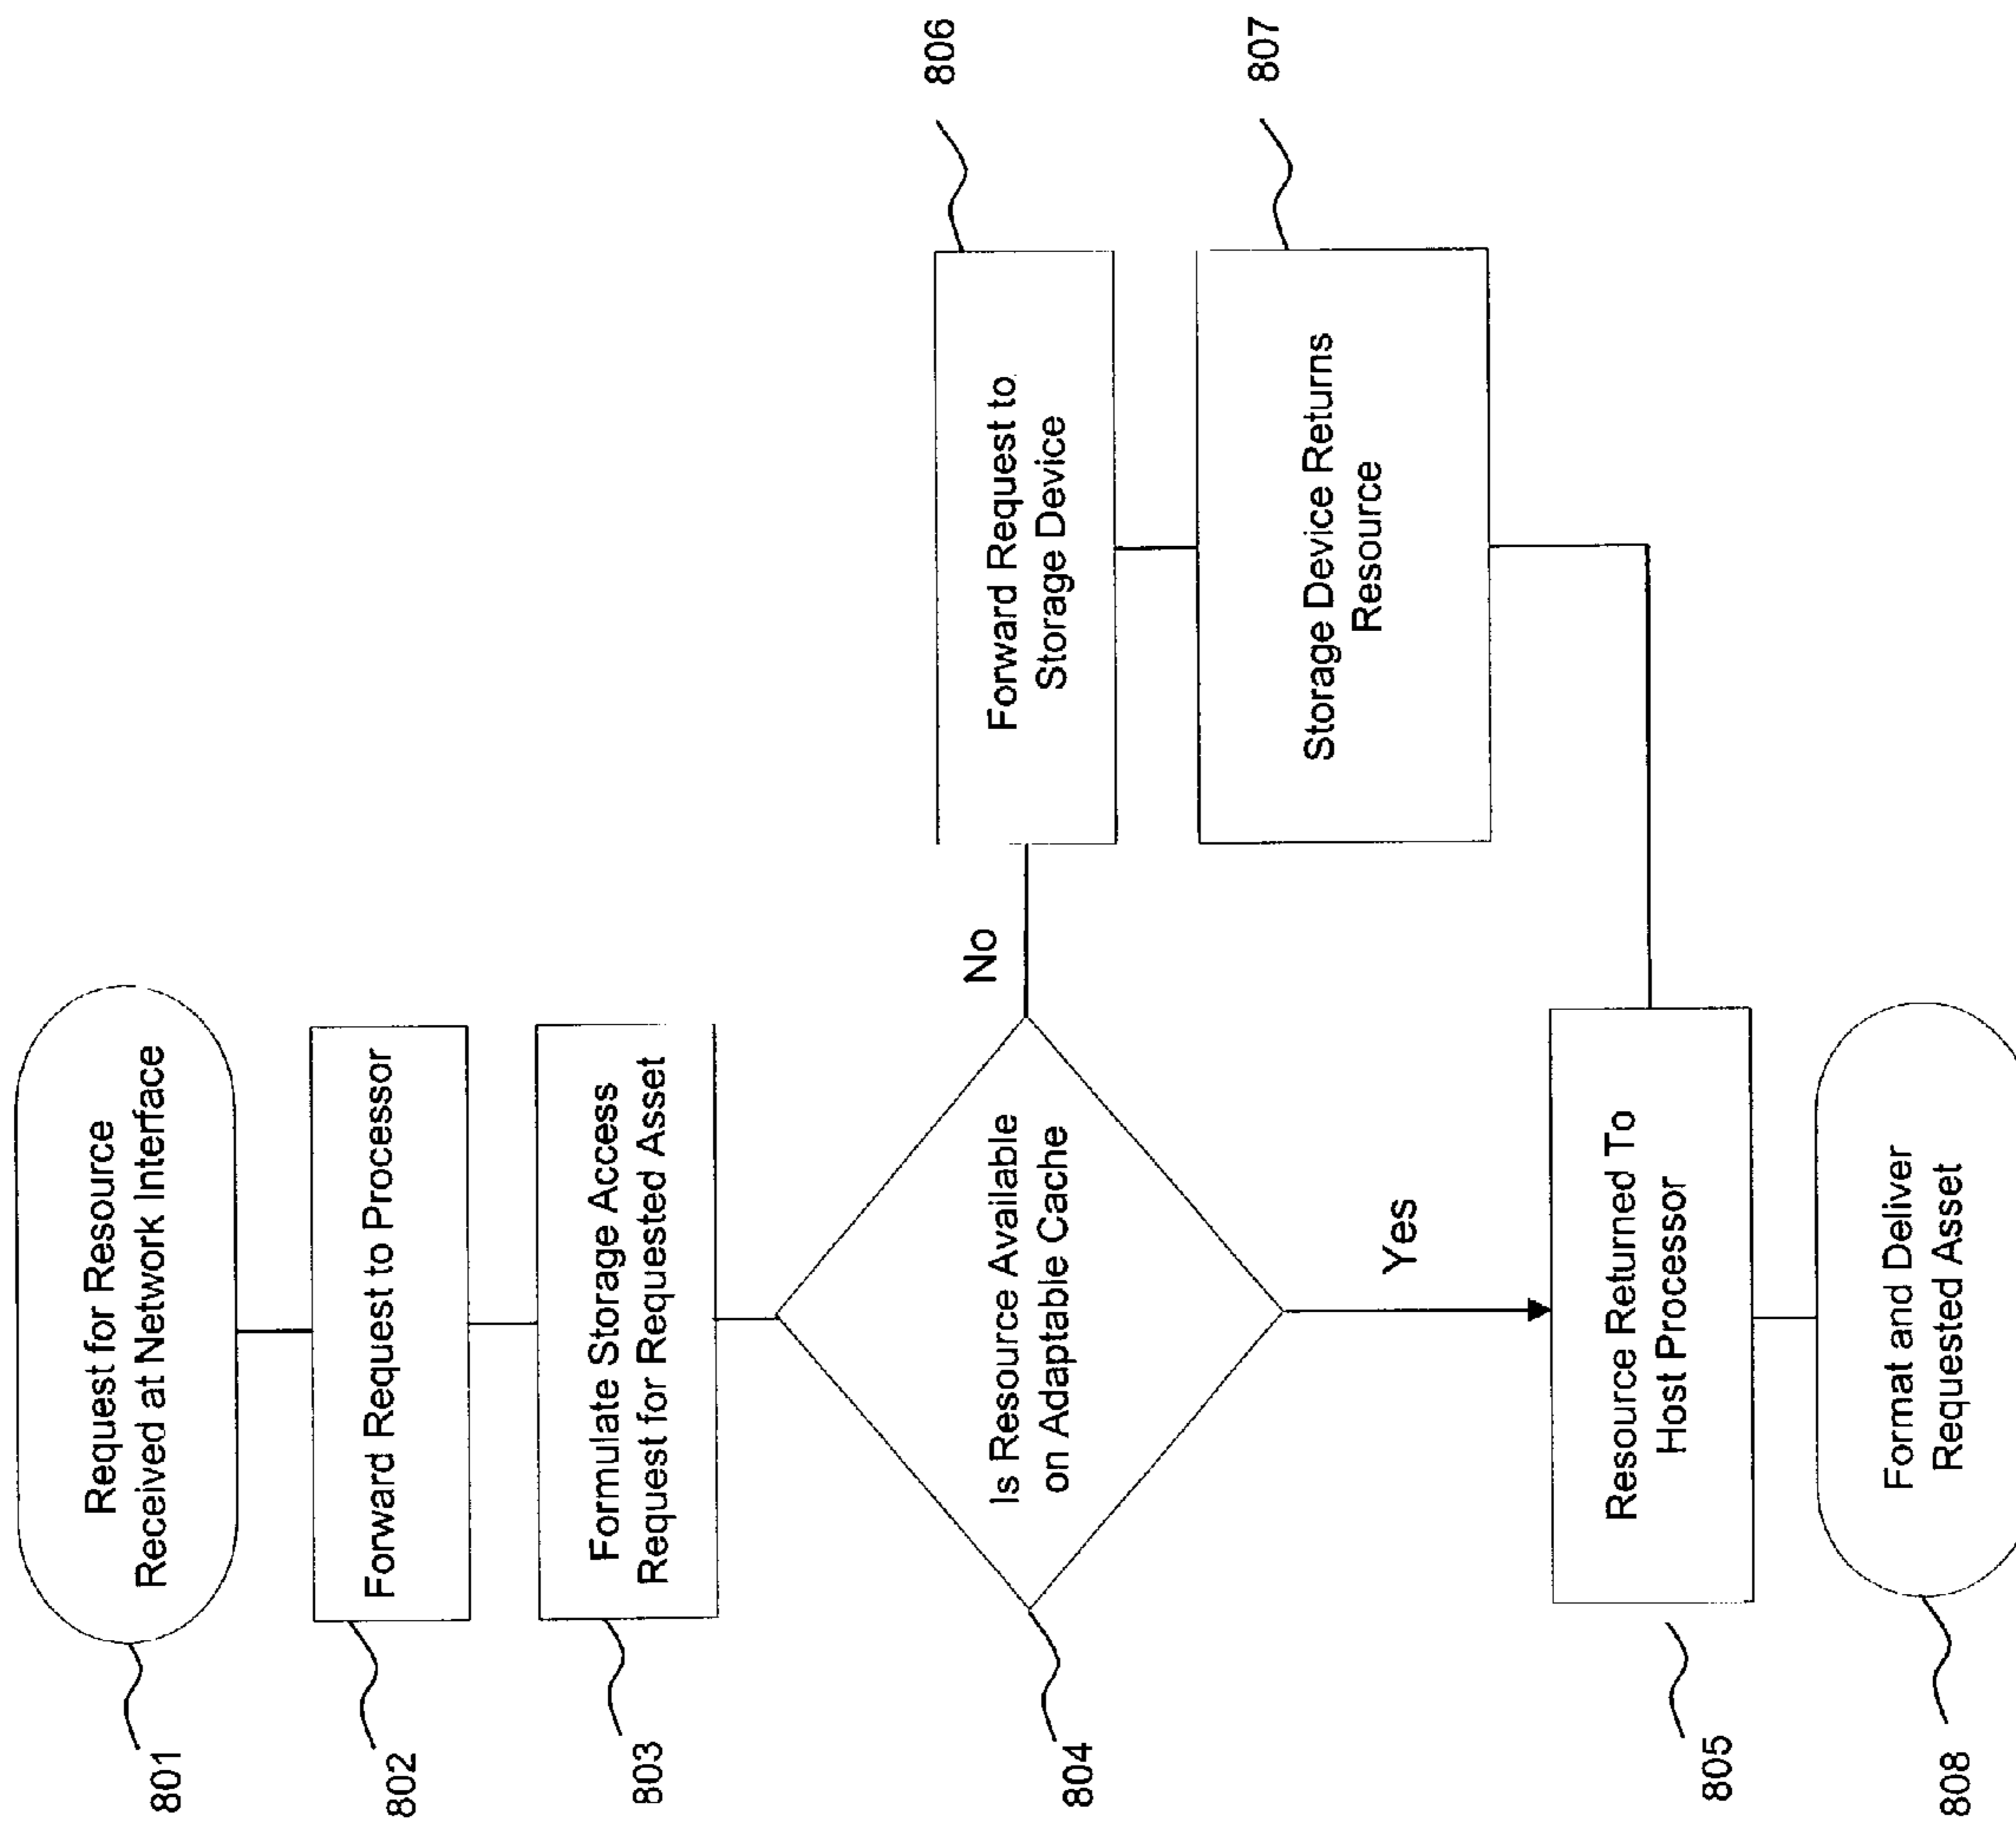 801
Request for Resource
Received at Network Interface
802
Forward Request to Processor
803
Formulate Storage Access
Request for Requested Asset
804
Is Resource Available
on Adaptable Cache
No
806
Forward Request to
Storage Device
807
Storage Device Returns
Resource
Yes
805
Resource Returned To
Host Processor
808
Format and Deliver
Requested Asset